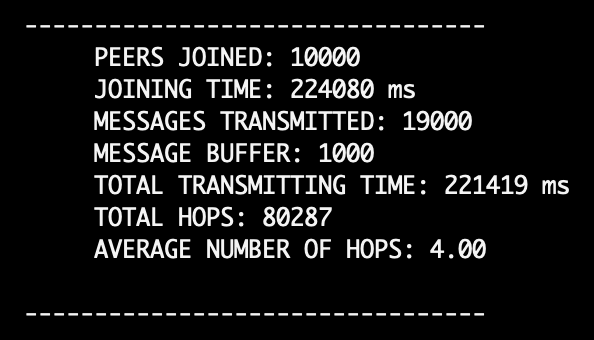 ----------------------------------
PEERS JOINED: 10000
JOINING TIME: 224080 ms
MESSAGES TRANSMITTED: 19000
MESSAGE BUFFER: 1000
TOTAL TRANSMITTING TIME: 221419 ms
TOTAL HOPS: 80287
AVERAGE NUMBER OF HOPS: 4.00
----------------------------------